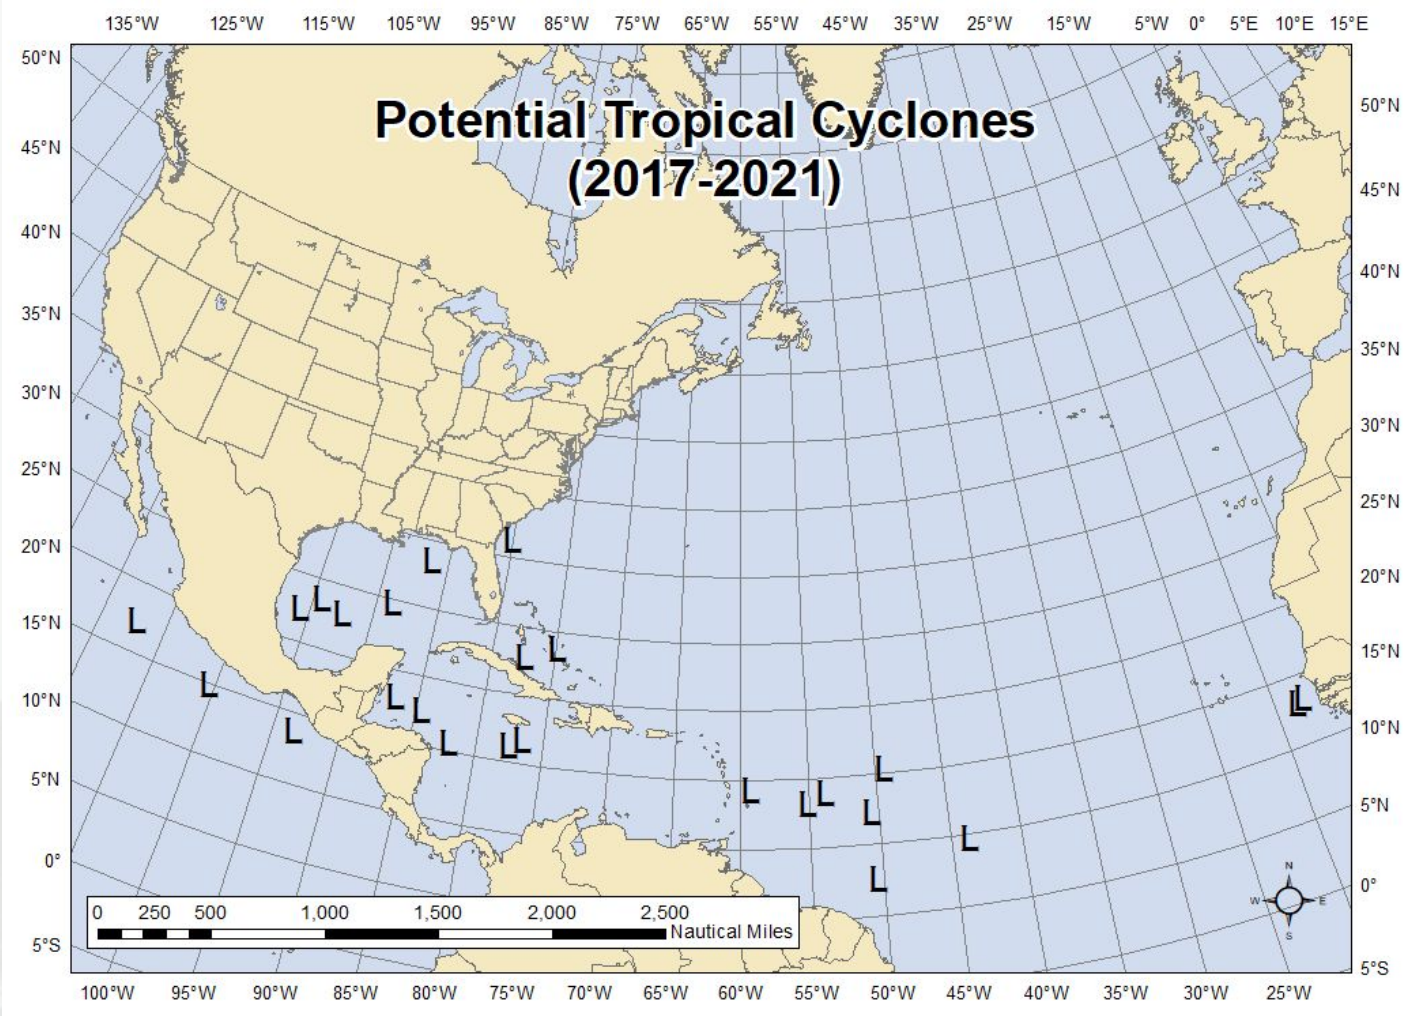 135°W 125°W 115°W 105°W 95°W 85°W 75°W 65°W 55°W 45°W 35°W 25°W 15°W 5°W 0° 5°E 10°E 15°E
50°N
Potential Tropical Cyclones
50°N
(2017-2021)
45°N
45°N
40°N
40°N
35°N
35°N
30°N
30°N
25°N
25°N
20°N
20°N
15°N
15°N
10°N
10°N
5°N
5°N
0°
0°
5°S
5°S
L
L
L L L L
L
L L
L
L
L L
L
L
L L
L
L L
L
L L
L
L
L
N
W E
S
0 250 500 1,000 1,500 2,000 2,500
Nautical Miles
100°W 95°W 90°W 85°W 80°W 75°W 70°W 65°W 60°W 55°W 50°W 45°W 40°W 35°W 30°W 25°W